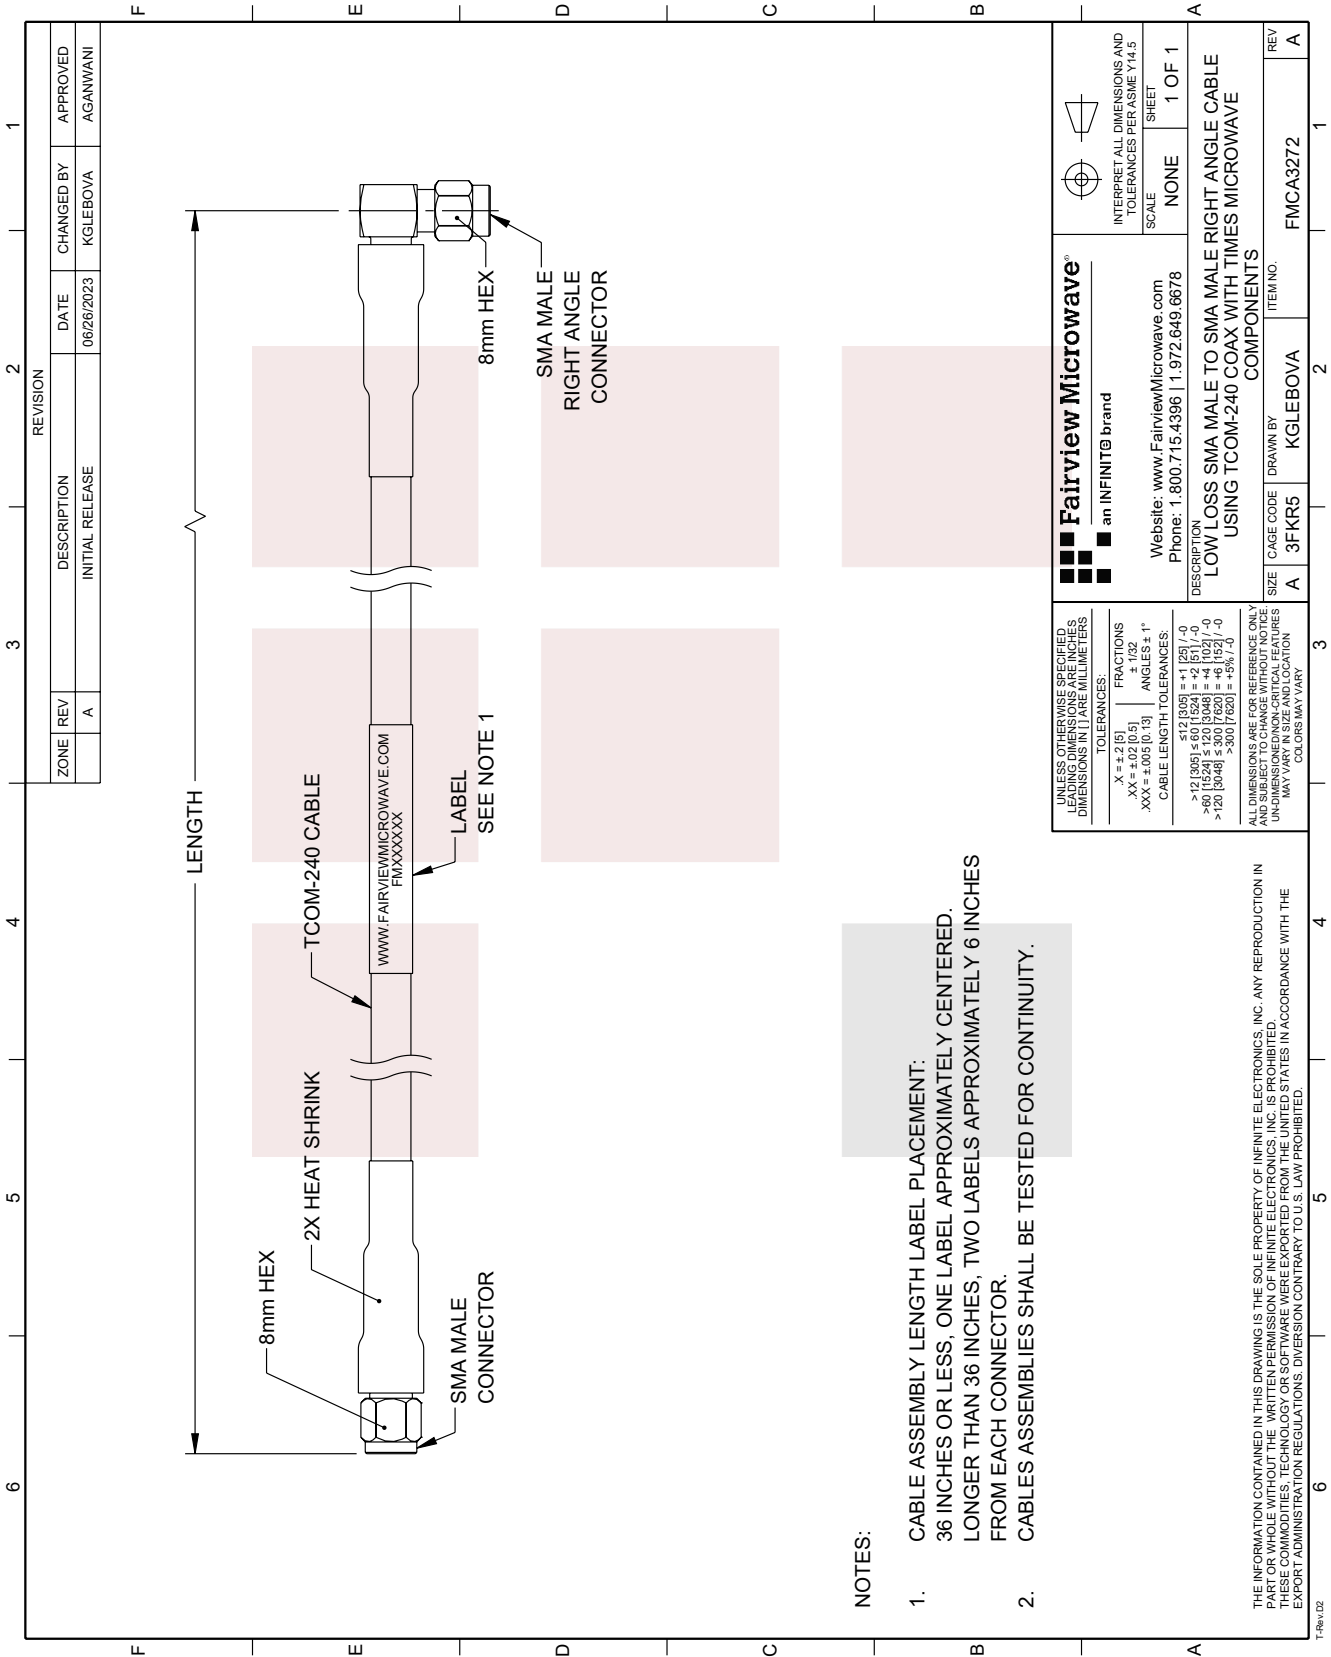 REVISION
ZONE REV DESCRIPTION DATE CHANGED BY APPROVED
A INITIAL RELEASE 06/26/2023 KGLEBOVA AGANWANI
6 5 4 3 2 1
F
E
D
C
B
A
LENGTH
8mm HEX
2X HEAT SHRINK
TCOM-240 CABLE
WWW.FAIRVIEWMICROWAVE.COM
FMXXXXXX
LABEL
SEE NOTE 1
SMA MALE
CONNECTOR
8mm HEX
SMA MALE
RIGHT ANGLE
CONNECTOR
NOTES:
1. CABLE ASSEMBLY LENGTH LABEL PLACEMENT:
36 INCHES OR LESS, ONE LABEL APPROXIMATELY CENTERED.
LONGER THAN 36 INCHES, TWO LABELS APPROXIMATELY 6 INCHES
FROM EACH CONNECTOR.
2. CABLES ASSEMBLIES SHALL BE TESTED FOR CONTINUITY.
THE INFORMATION CONTAINED IN THIS DRAWING IS THE SOLE PROPERTY OF INFINITE ELECTRONICS, INC. ANY REPRODUCTION IN
PART OR WHOLE WITHOUT THE WRITTEN PERMISSION OF INFINITE ELECTRONICS, INC. IS PROHIBITED.
THESE COMMODITIES, TECHNOLOGY OR SOFTWARE WERE EXPORTED FROM THE UNITED STATES IN ACCORDANCE WITH THE
EXPORT ADMINISTRATION REGULATIONS. DIVERSION CONTRARY TO U.S. LAW PROHIBITED.
T-Rev.D2
UNLESS OTHERWISE SPECIFIED
LEADING DIMENSIONS ARE INCHES
DIMENSIONS IN [ ] ARE MILLIMETERS
TOLERANCES:
.X = ±.2 [5]
.XX = ±.02 [0.5]
.XXX = ±.005 [0.13]
FRACTIONS
± 1/32
ANGLES ± 1°
CABLE LENGTH TOLERANCES:
≤12 [305] = +1 [25] / -0
>12 [305] ≤ 60 [1524] = +2 [51] / -0
>60 [1524] ≤ 120 [3048] = +4 [102] / -0
>120 [3048] ≤ 300 [7620] = +6 [152] / -0
>300 [7620] = +5% / -0
ALL DIMENSIONS ARE FOR REFERENCE ONLY
AND SUBJECT TO CHANGE WITHOUT NOTICE.
UN-DIMENSIONED/NON-CRITICAL FEATURES
MAY VARY IN SIZE AND LOCATION
COLORS MAY VARY
Fairview Microwave®
an INFINIT℮ brand
Website: www.FairviewMicrowave.com
Phone: 1.800.715.4396 | 1.972.649.6678
INTERPRET ALL DIMENSIONS AND
TOLERANCES PER ASME Y14.5
SCALE
NONE
SHEET
1 OF 1
DESCRIPTION
LOW LOSS SMA MALE TO SMA MALE RIGHT ANGLE CABLE
USING TCOM-240 COAX WITH TIMES MICROWAVE
COMPONENTS
SIZE
A
CAGE CODE
3FKR5
DRAWN BY
KGLEBOVA
ITEM NO.
FMCA3272
REV
A
F
E
D
C
B
A
6 5 4 3 2 1